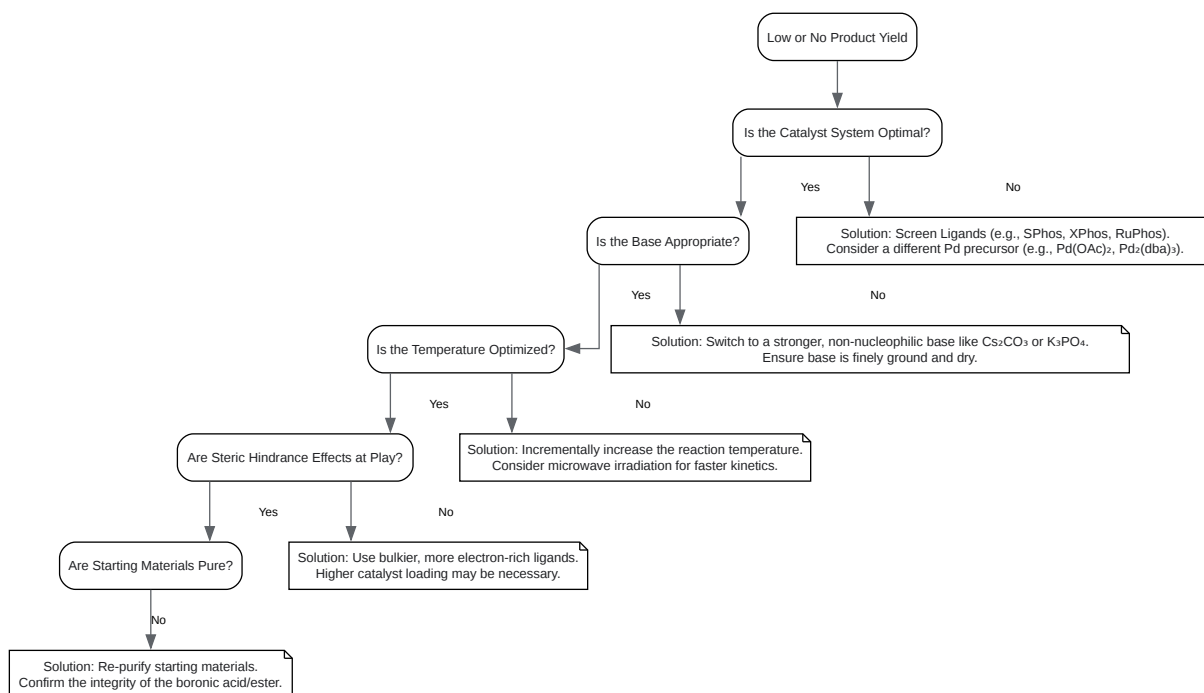 Low or No Product Yield
Is the Catalyst System Optimal?
Yes
No
Is the Base Appropriate?
Solution: Screen Ligands (e.g., SPhos, XPhos, RuPhos).
Consider a different Pd precursor (e.g., Pd(OAc)₂, Pd₂(dba)₃).
Yes
No
Is the Temperature Optimized?
Solution: Switch to a stronger, non-nucleophilic base like Cs₂CO₃ or K₃PO₄.
Ensure base is finely ground and dry.
Yes
No
Are Steric Hindrance Effects at Play?
Solution: Incrementally increase the reaction temperature.
Consider microwave irradiation for faster kinetics.
Yes
No
Are Starting Materials Pure?
Solution: Use bulkier, more electron-rich ligands.
Higher catalyst loading may be necessary.
No
Solution: Re-purify starting materials.
Confirm the integrity of the boronic acid/ester.